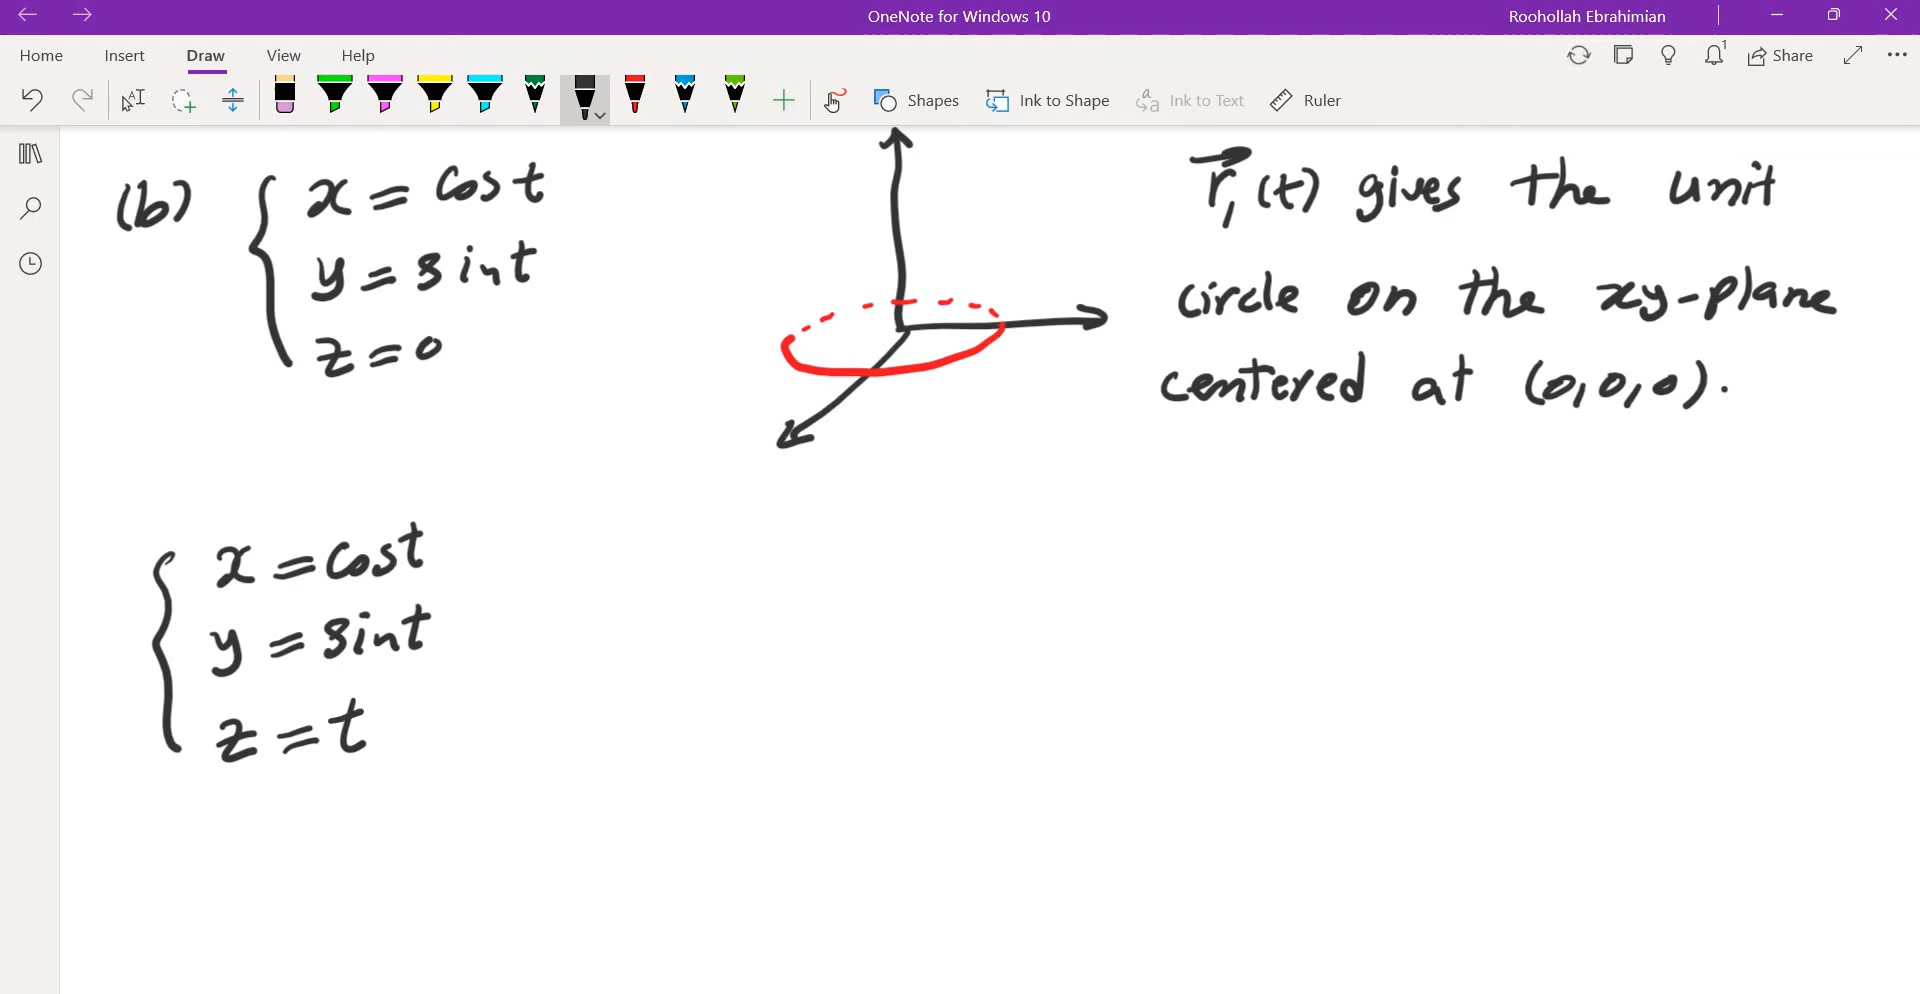 OneNote for Windows 10
Roohollah Ebrahimian
Home Insert Draw View Help
1
Share
Shapes
Ink to Shape
Ink to Text
Ruler
(b) { x = cos t
y = sin t
z = 0
r⃗₁(t) gives the unit
circle on the xy-plane
centered at (0,0,0).
{ x = cos t
y = sin t
z = t